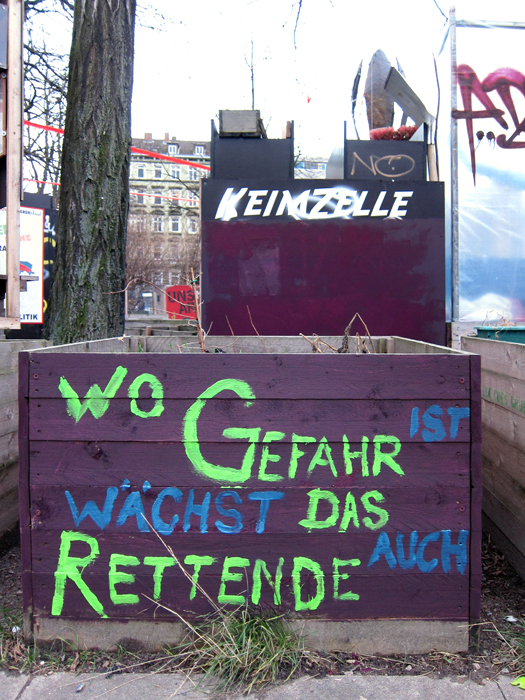 NO
KEIMZELLE
WO GEFAHR IST
WÄCHST DAS
RETTENDE AUCH